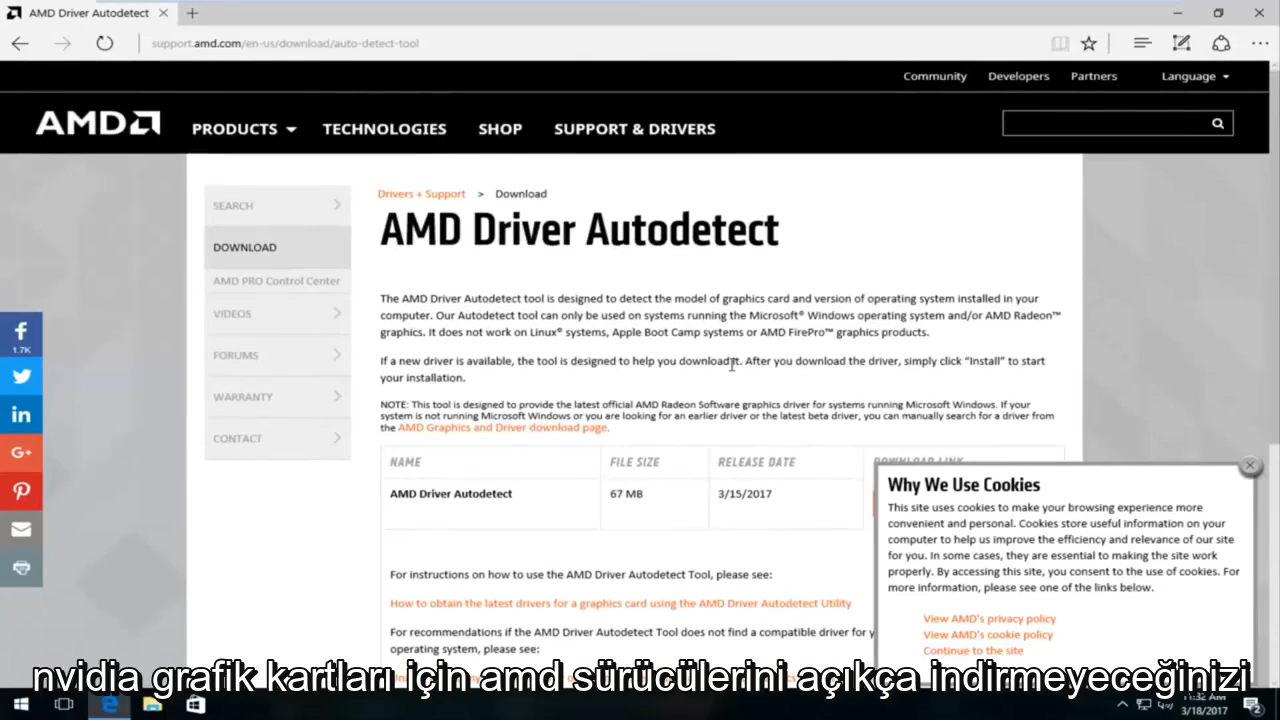 AMD Driver Autodetect
support.amd.com/en-us/download/auto-detect-tool
Community Developers Partners Language
AMD PRODUCTS TECHNOLOGIES SHOP SUPPORT & DRIVERS
SEARCH
DOWNLOAD
AMD PRO Control Center
VIDEOS
FORUMS
WARRANTY
CONTACT
1.7K
Drivers + Support > Download
AMD Driver Autodetect
The AMD Driver Autodetect tool is designed to detect the model of graphics card and version of operating system installed in your
computer. Our Autodetect tool can only be used on systems running the Microsoft® Windows operating system and/or AMD Radeon™
graphics. It does not work on Linux® systems, Apple Boot Camp systems or AMD FirePro™ graphics products.
If a new driver is available, the tool is designed to help you download it. After you download the driver, simply click "Install" to start
your installation.
NOTE: This tool is designed to provide the latest official AMD Radeon Software graphics driver for systems running Microsoft Windows. If your
system is not running Microsoft Windows or you are looking for an earlier driver or the latest beta driver, you can manually search for a driver from
the AMD Graphics and Driver download page.
NAME FILE SIZE RELEASE DATE DOWNLOAD LINK
AMD Driver Autodetect 67 MB 3/15/2017
For instructions on how to use the AMD Driver Autodetect Tool, please see:
How to obtain the latest drivers for a graphics card using the AMD Driver Autodetect Utility
For recommendations if the AMD Driver Autodetect Tool does not find a compatible driver for
operating system, please see:
Why We Use Cookies
This site uses cookies to make your browsing experience more
convenient and personal. Cookies store useful information on your
computer to help us improve the efficiency and relevance of our site
for you. In some cases, they are essential to making the site work
properly. By accessing this site, you consent to the use of cookies. For
more information, please see one of the links below.
View AMD's privacy policy
View AMD's cookie policy
Continue to the site
nvidia grafik kartları için amd sürücülerini açıkça indirmeyeceğinizi
11:32 AM
3/18/2017
2